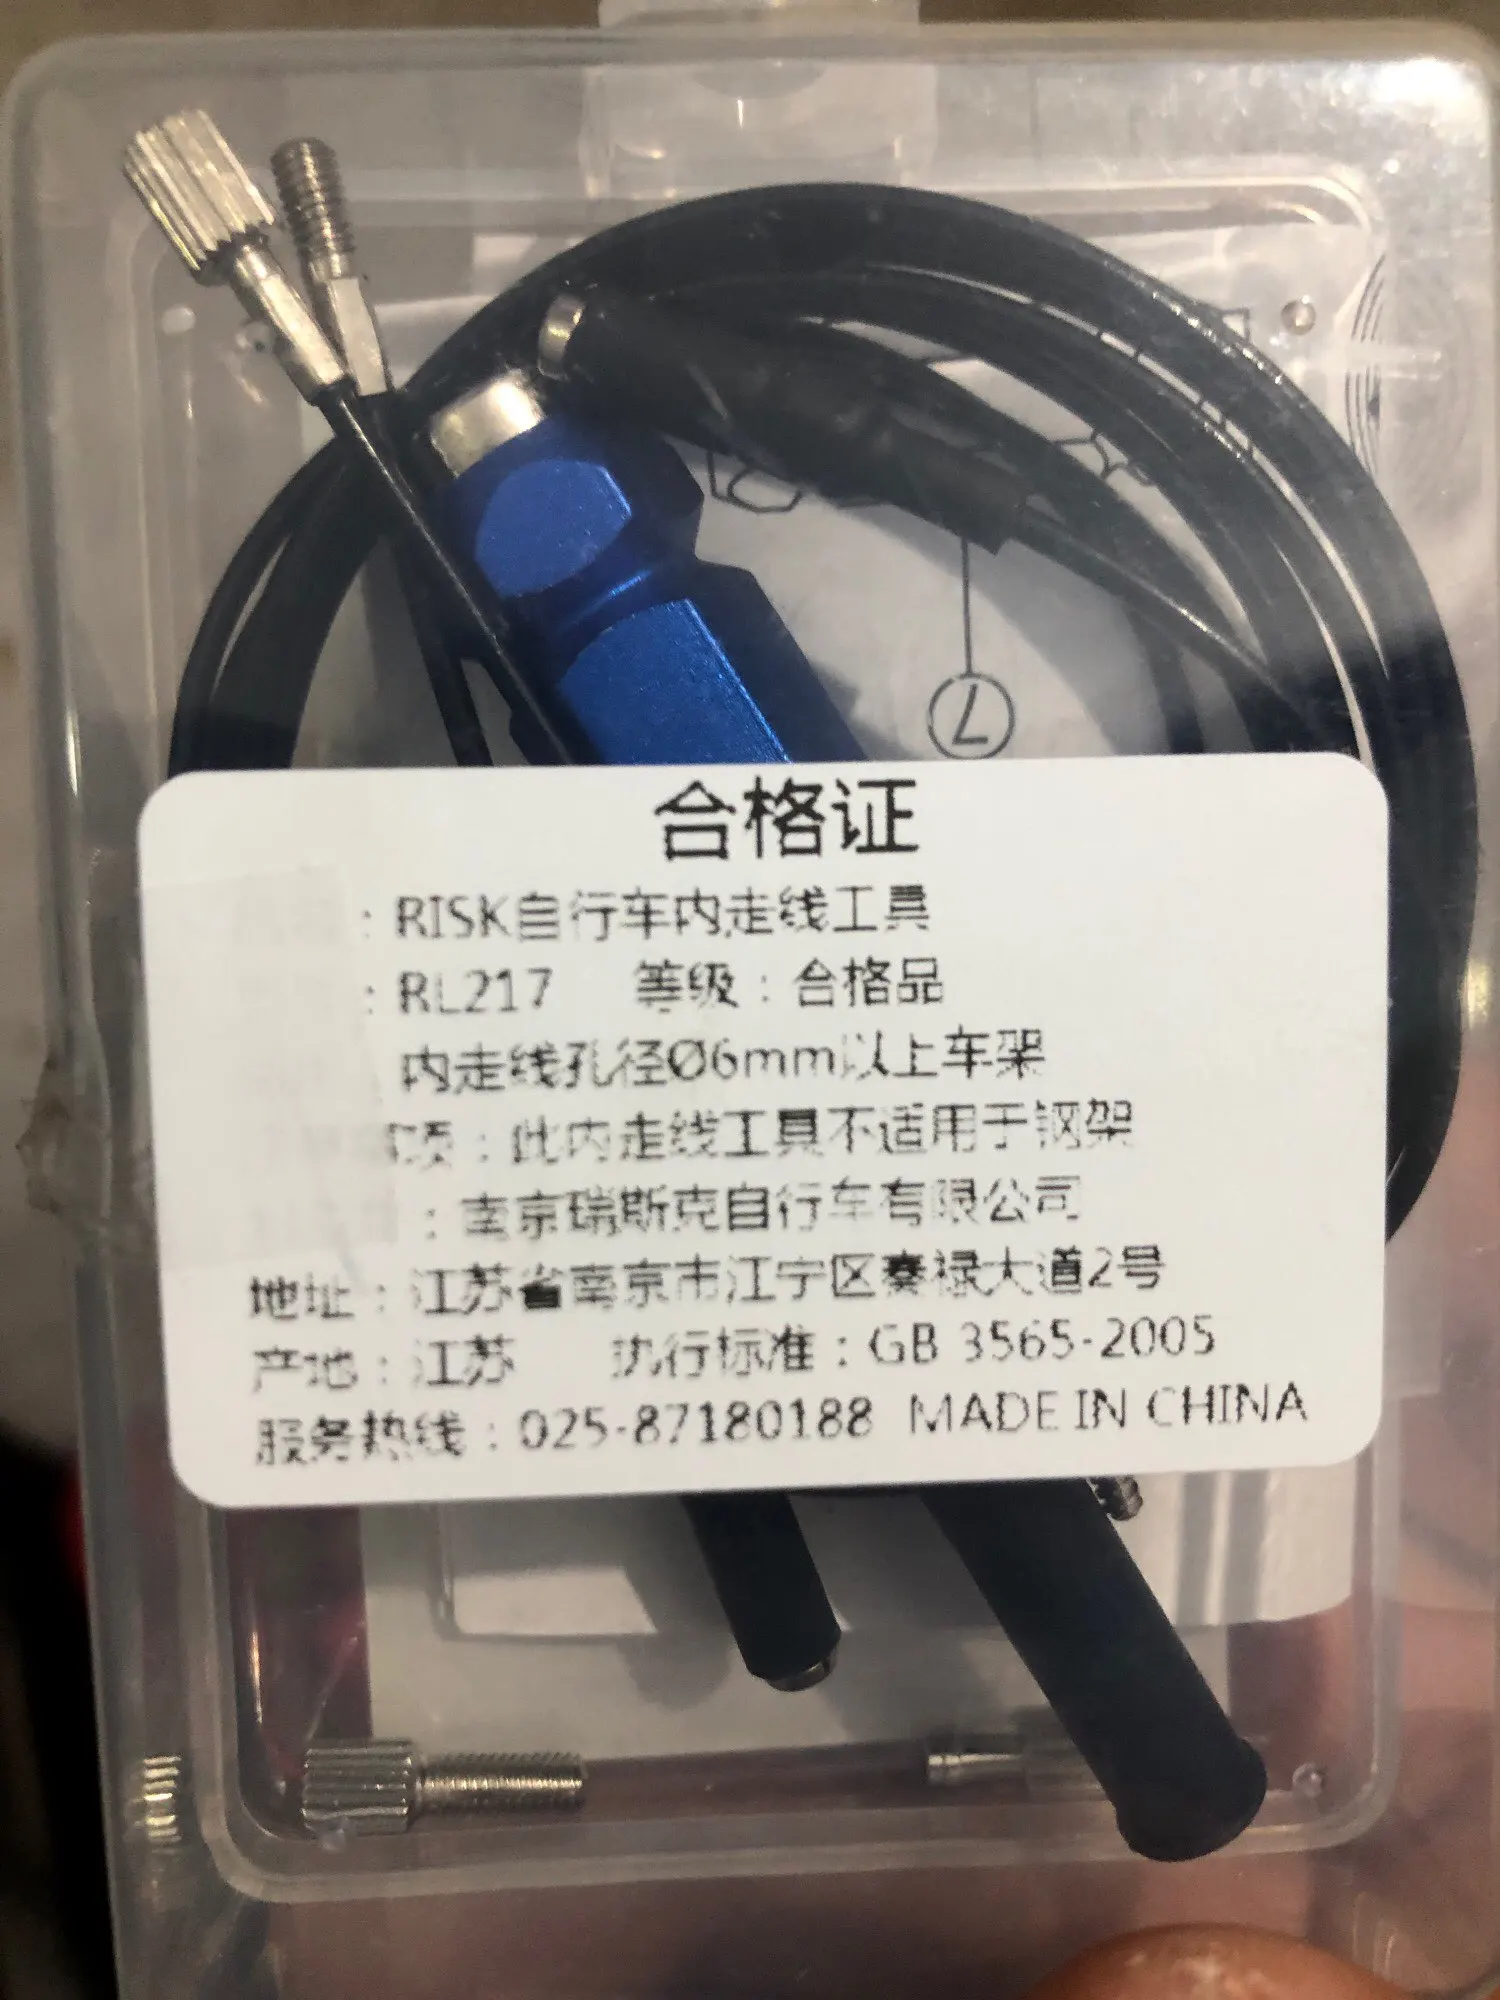 7
合格证
: RISK自行车内走线工具
: RL217 等级：合格品
内走线孔径Ø6mm以上车架
项：此内走线工具不适用于钢架
：南京瑞斯克自行车有限公司
地址：江苏省南京市江宁区秦禄大道2号
产地：江苏 执行标准：GB 3565-2005
服务热线：025-87180188 MADE IN CHINA